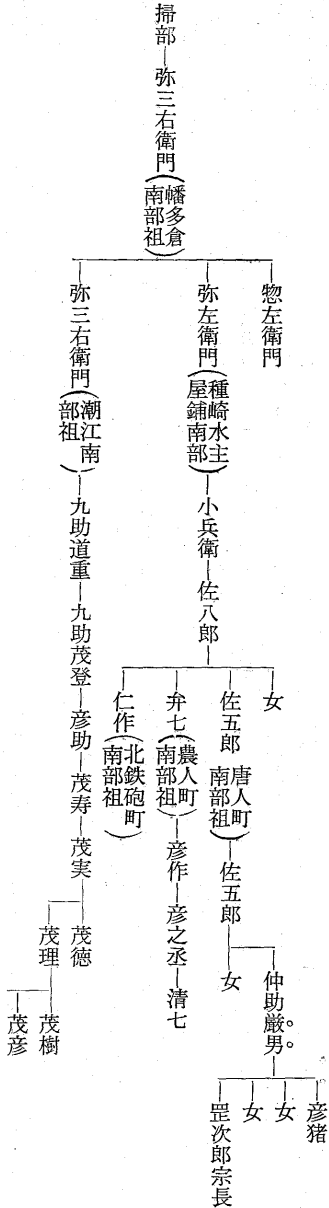 掃部―弥三右衛門(幡多倉南部祖)
惣左衛門
弥左衛門(種崎水主屋鋪南部)―小兵衛―佐八郎
女
佐五郎(唐人町南部祖)―佐五郎
仲助厳男
彦猪
女
女
罡次郎宗長
女
弁七(農人町南部祖)―彦作―彦之丞―清七
仁作(北鉄砲町南部祖)
弥三右衛門(潮江南部祖)―九助道重―九助茂登―彦助―茂寿―茂実
茂徳
茂理
茂樹
茂彦